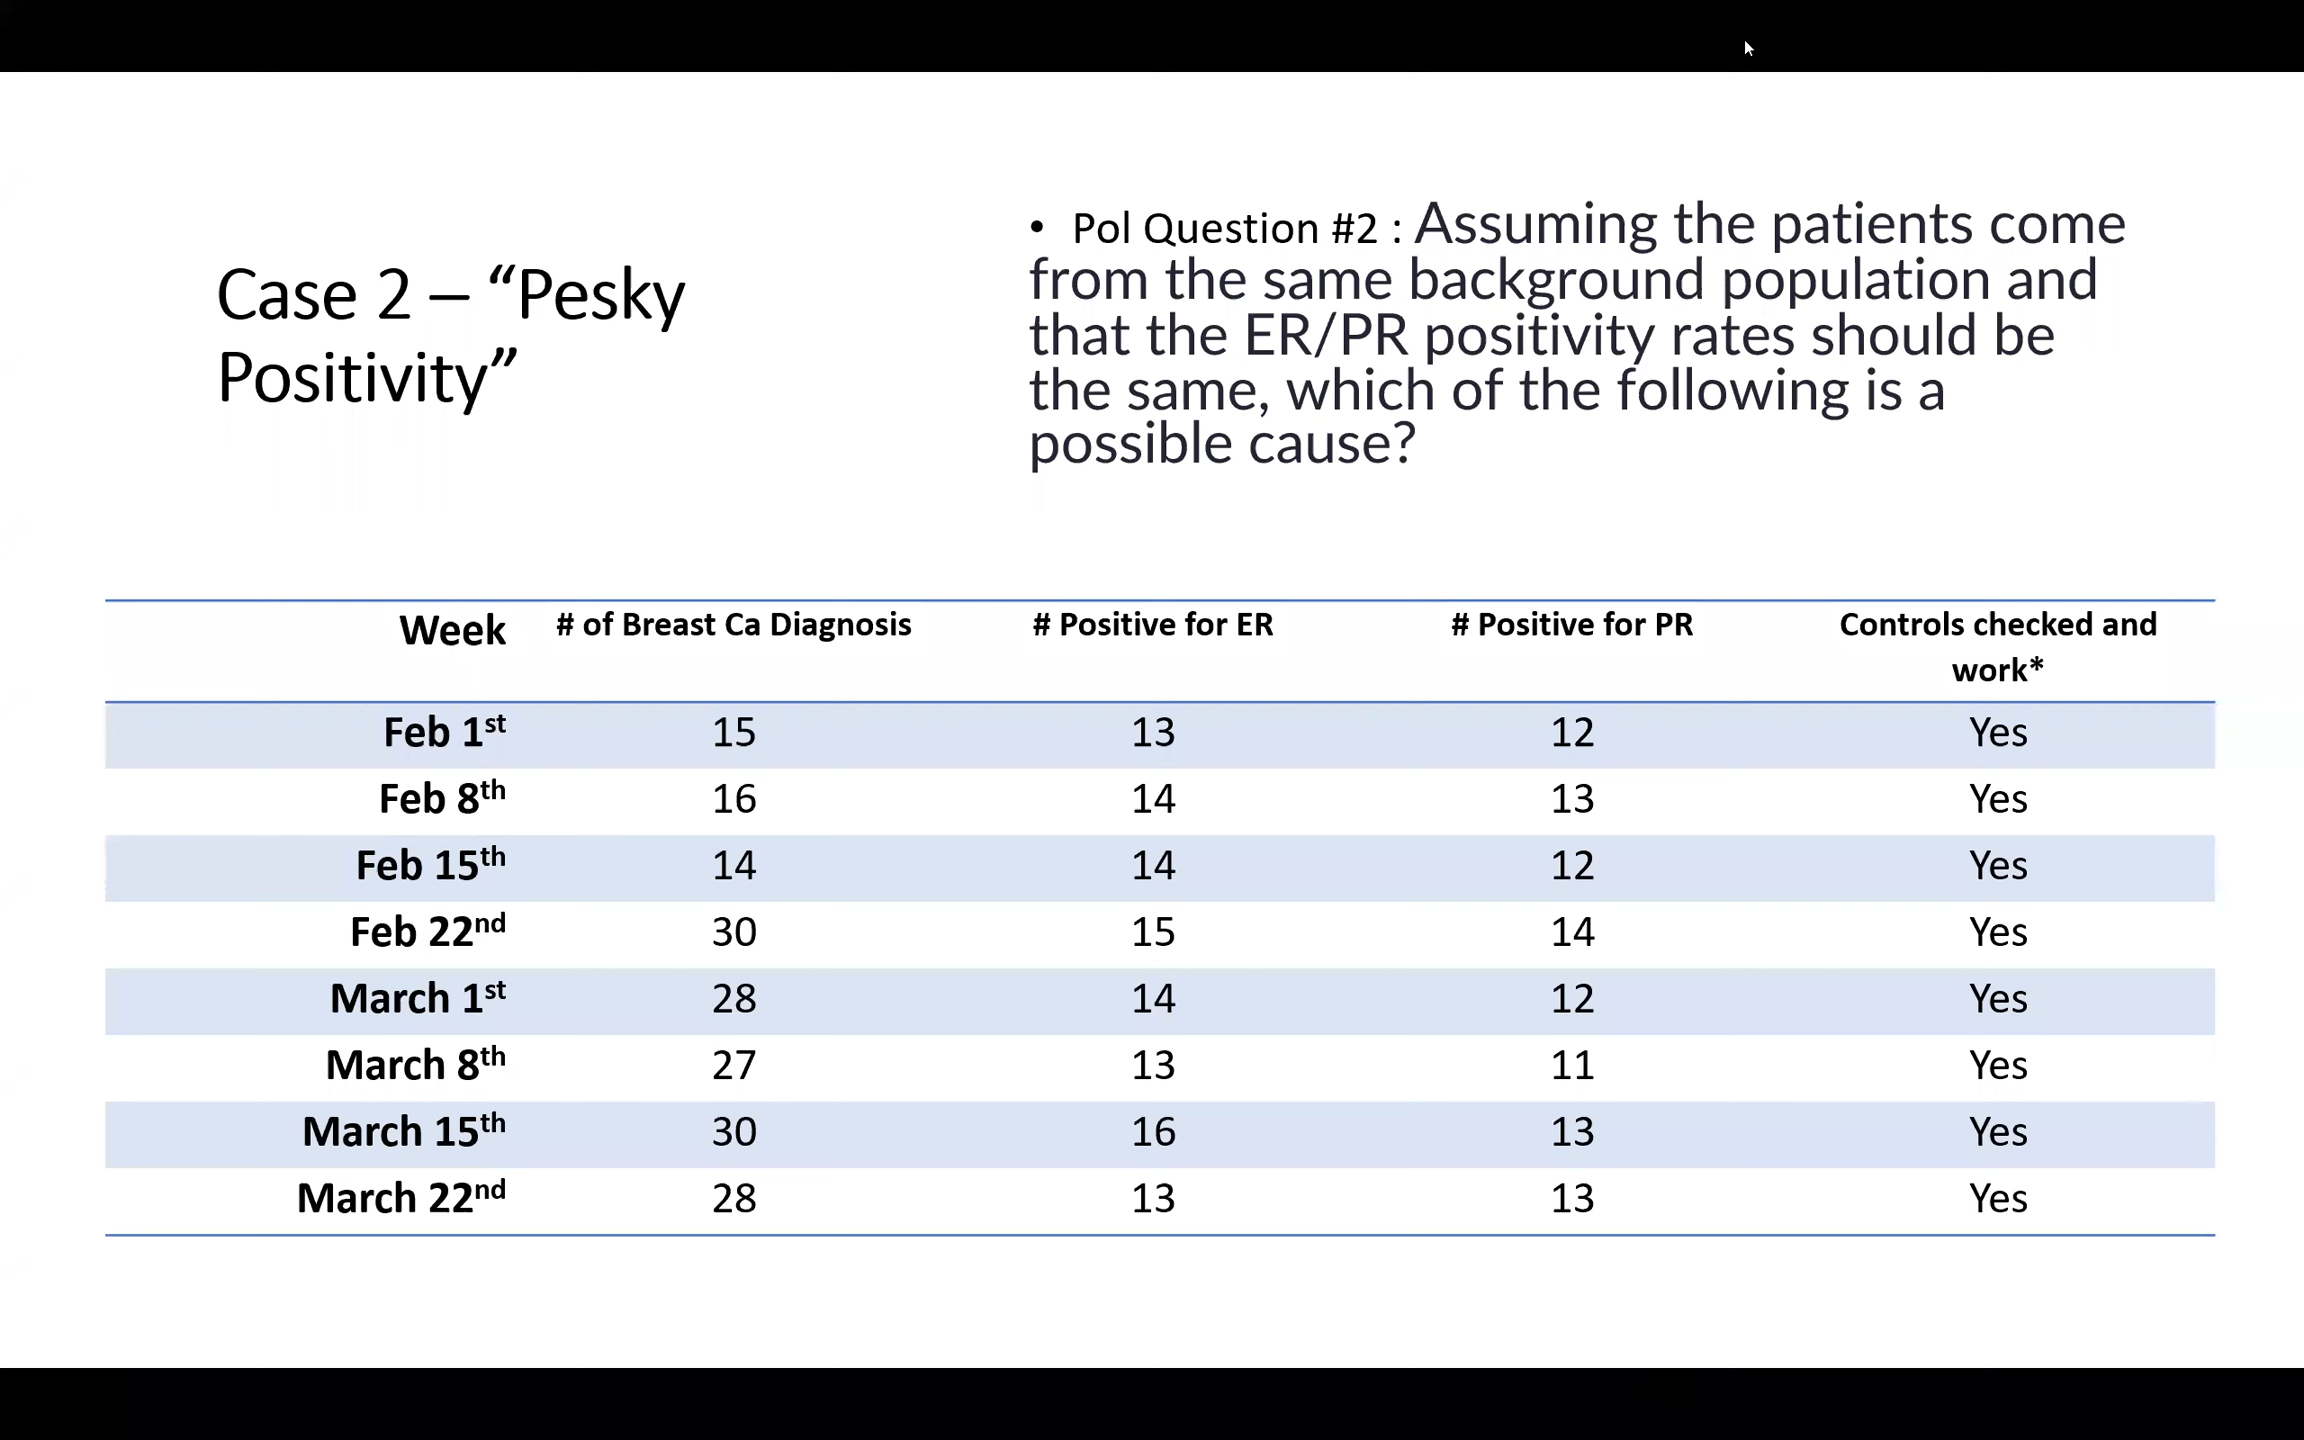 Case 2 – “Pesky
Positivity”
• Pol Question #2 : Assuming the patients come
from the same background population and
that the ER/PR positivity rates should be
the same, which of the following is a
possible cause?
Week # of Breast Ca Diagnosis # Positive for ER # Positive for PR Controls checked and
work*
Feb 1st 15 13 12 Yes
Feb 8th 16 14 13 Yes
Feb 15th 14 14 12 Yes
Feb 22nd 30 15 14 Yes
March 1st 28 14 12 Yes
March 8th 27 13 11 Yes
March 15th 30 16 13 Yes
March 22nd 28 13 13 Yes